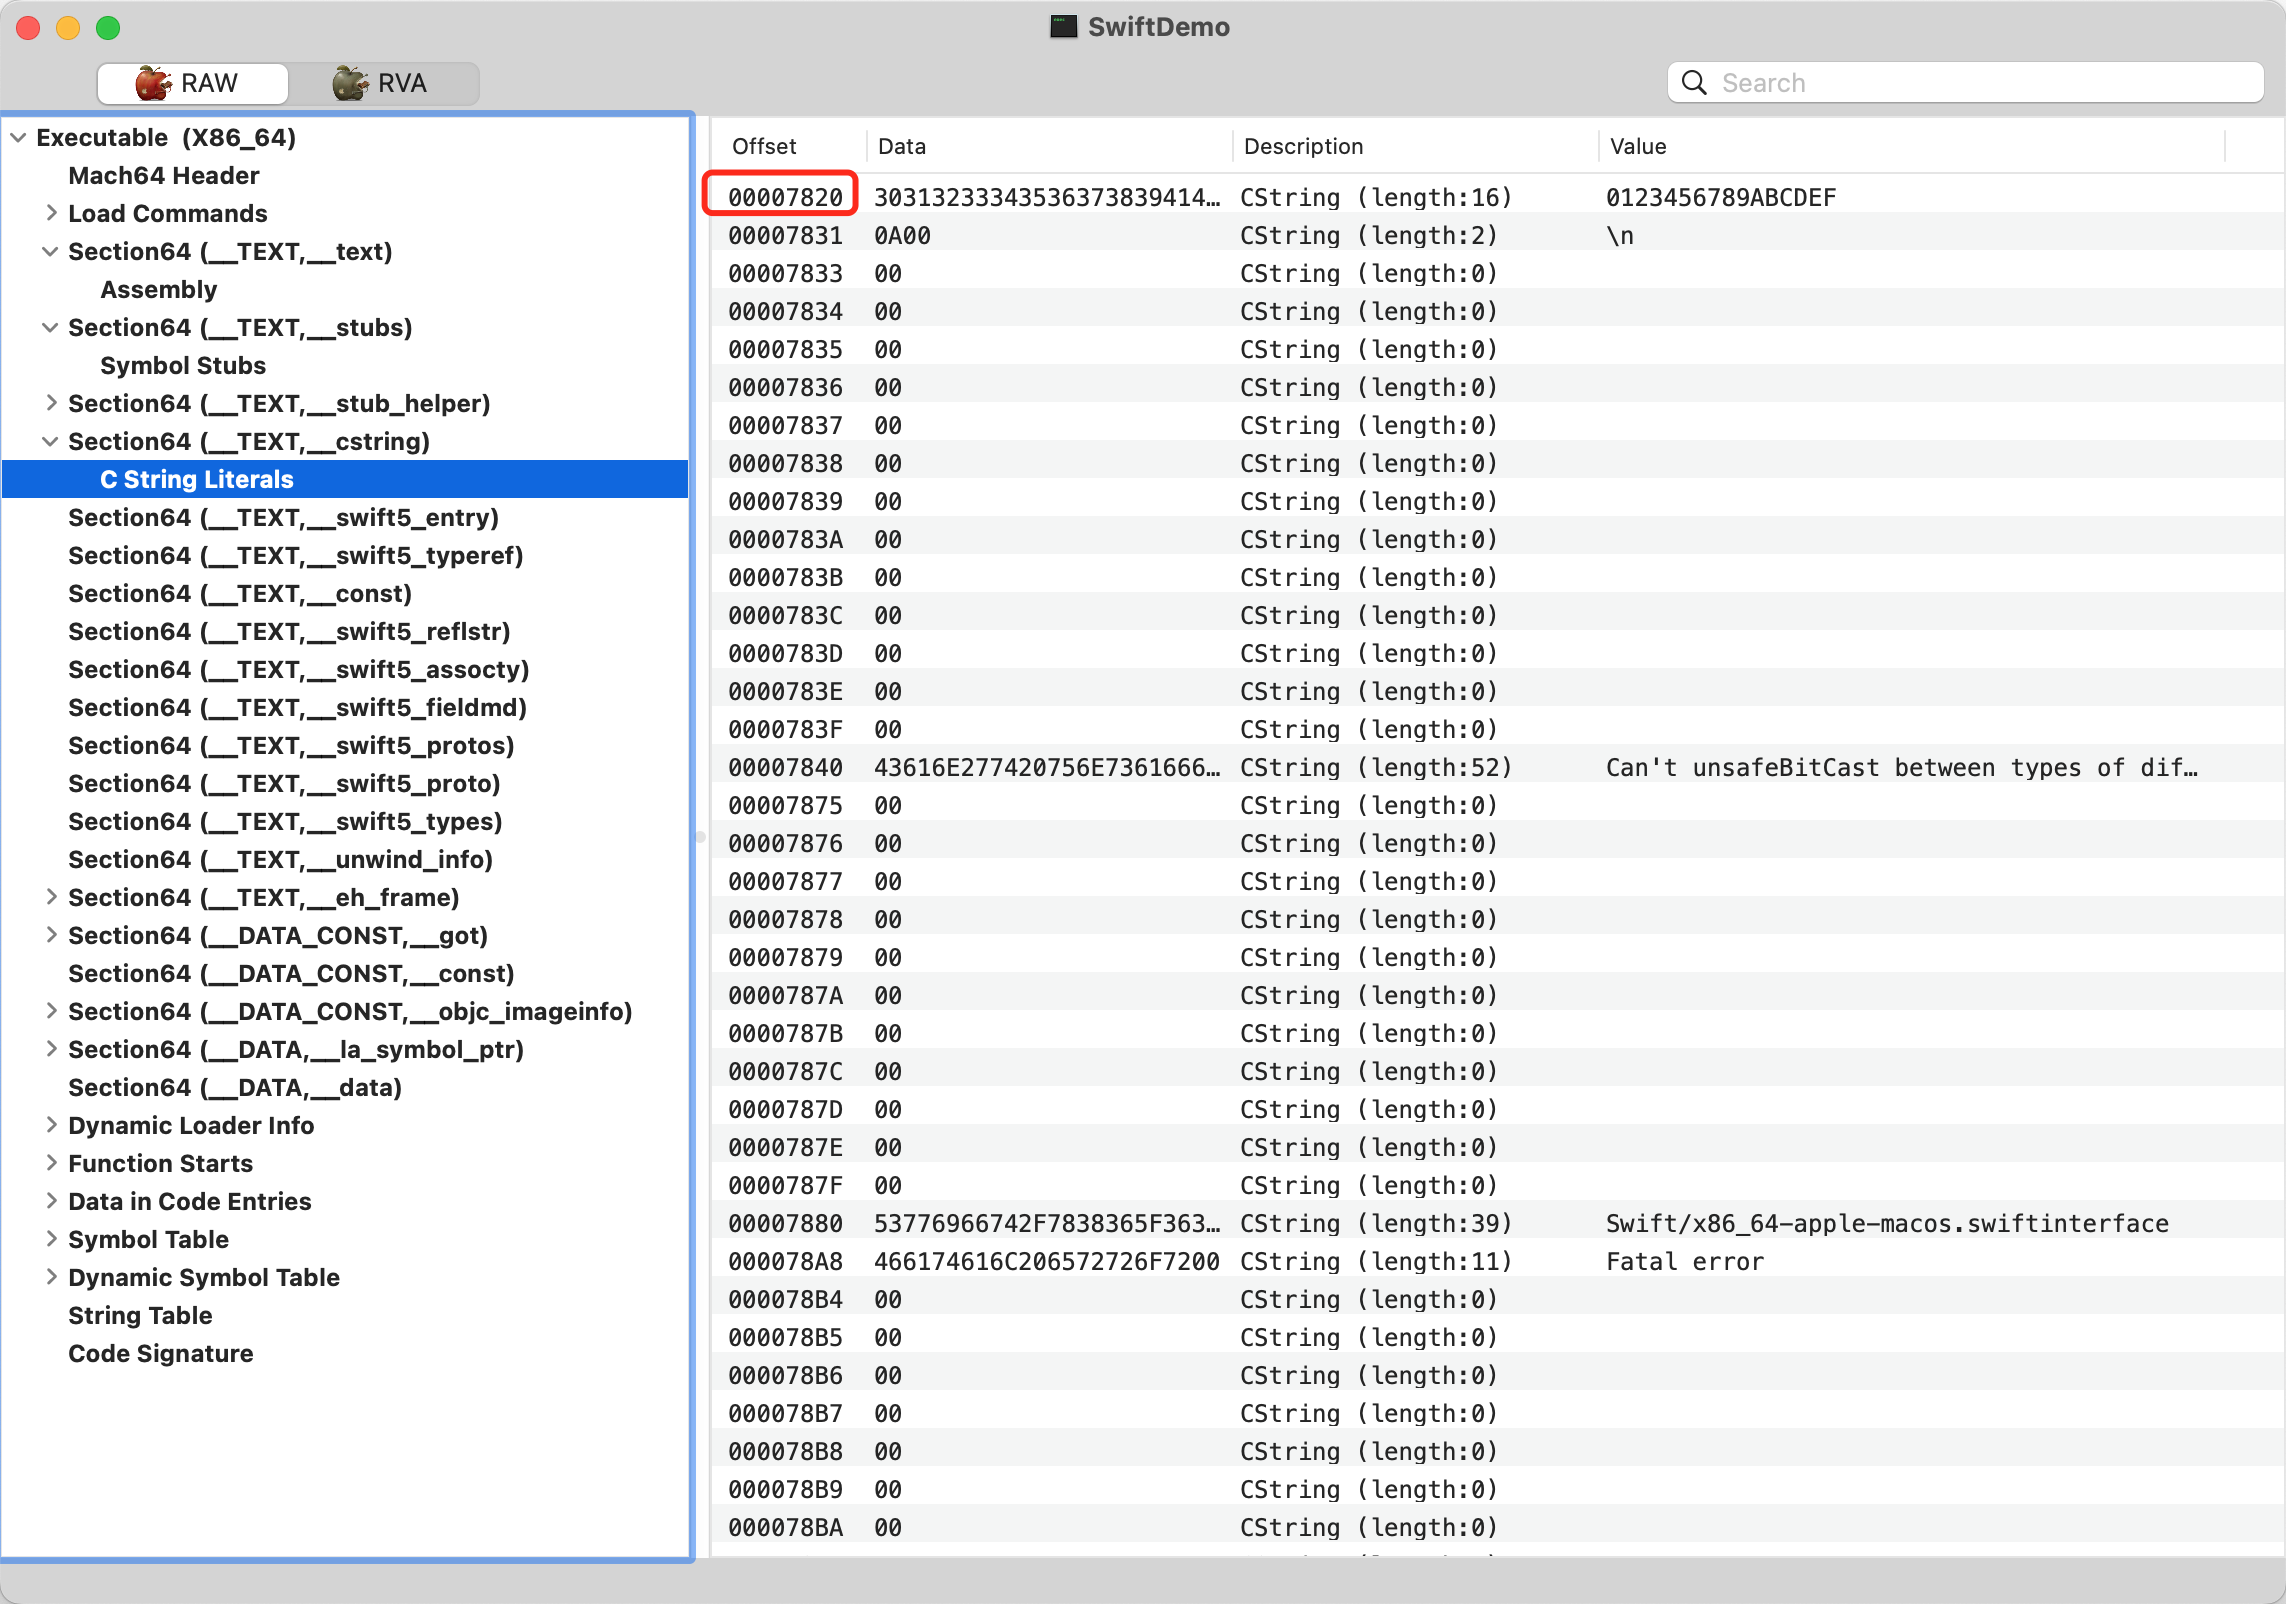 SwiftDemo
RAW
RVA
Search
Executable (X86_64)
Mach64 Header
Load Commands
Section64 (__TEXT,__text)
Assembly
Section64 (__TEXT,__stubs)
Symbol Stubs
Section64 (__TEXT,__stub_helper)
Section64 (__TEXT,__cstring)
C String Literals
Section64 (__TEXT,__swift5_entry)
Section64 (__TEXT,__swift5_typeref)
Section64 (__TEXT,__const)
Section64 (__TEXT,__swift5_reflstr)
Section64 (__TEXT,__swift5_assocty)
Section64 (__TEXT,__swift5_fieldmd)
Section64 (__TEXT,__swift5_protos)
Section64 (__TEXT,__swift5_proto)
Section64 (__TEXT,__swift5_types)
Section64 (__TEXT,__unwind_info)
Section64 (__TEXT,__eh_frame)
Section64 (__DATA_CONST,__got)
Section64 (__DATA_CONST,__const)
Section64 (__DATA_CONST,__objc_imageinfo)
Section64 (__DATA,__la_symbol_ptr)
Section64 (__DATA,__data)
Dynamic Loader Info
Function Starts
Data in Code Entries
Symbol Table
Dynamic Symbol Table
String Table
Code Signature
Offset Data Description Value
00007820 30313233343536373839414… CString (length:16) 0123456789ABCDEF
00007831 0A00 CString (length:2) \n
00007833 00 CString (length:0)
00007834 00 CString (length:0)
00007835 00 CString (length:0)
00007836 00 CString (length:0)
00007837 00 CString (length:0)
00007838 00 CString (length:0)
00007839 00 CString (length:0)
0000783A 00 CString (length:0)
0000783B 00 CString (length:0)
0000783C 00 CString (length:0)
0000783D 00 CString (length:0)
0000783E 00 CString (length:0)
0000783F 00 CString (length:0)
00007840 43616E277420756E7361666… CString (length:52) Can't unsafeBitCast between types of dif…
00007875 00 CString (length:0)
00007876 00 CString (length:0)
00007877 00 CString (length:0)
00007878 00 CString (length:0)
00007879 00 CString (length:0)
0000787A 00 CString (length:0)
0000787B 00 CString (length:0)
0000787C 00 CString (length:0)
0000787D 00 CString (length:0)
0000787E 00 CString (length:0)
0000787F 00 CString (length:0)
00007880 53776966742F7838365F363… CString (length:39) Swift/x86_64-apple-macos.swiftinterface
000078A8 466174616C206572726F7200 CString (length:11) Fatal error
000078B4 00 CString (length:0)
000078B5 00 CString (length:0)
000078B6 00 CString (length:0)
000078B7 00 CString (length:0)
000078B8 00 CString (length:0)
000078B9 00 CString (length:0)
000078BA 00 CString (length:0)